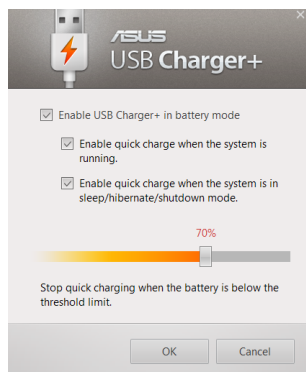 ASUS
USB Charger+
Enable USB Charger+ in battery mode
Enable quick charge when the system is
running.
Enable quick charge when the system is in
sleep/hibernate/shutdown mode.
70%
Stop quick charging when the battery is below the
threshold limit.
OK
Cancel